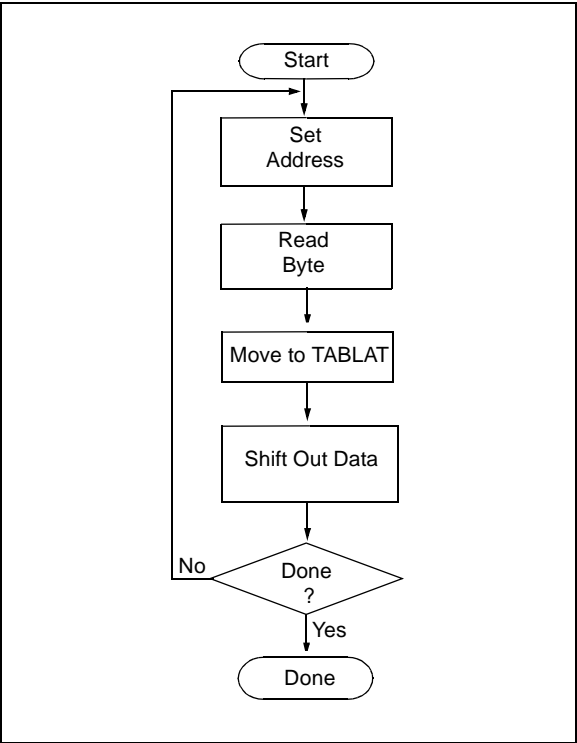 Start
Set
Address
Read
Byte
Move to TABLAT
Shift Out Data
No
Done
?
Yes
Done